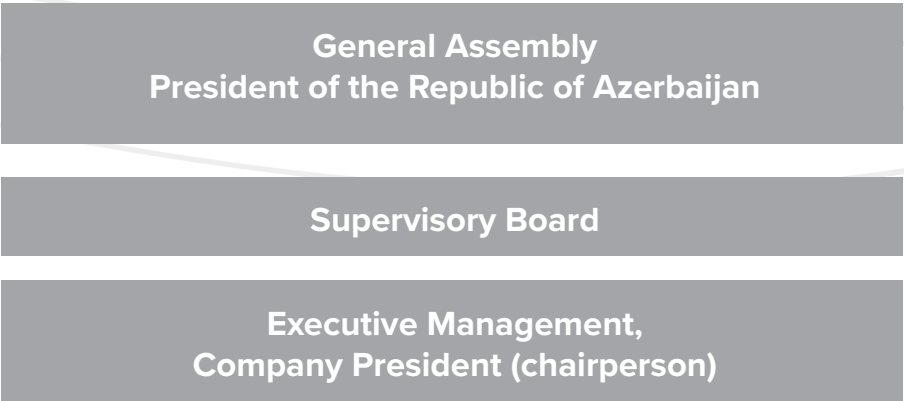 General Assembly
President of the Republic of Azerbaijan
Supervisory Board
Executive Management,
Company President (chairperson)